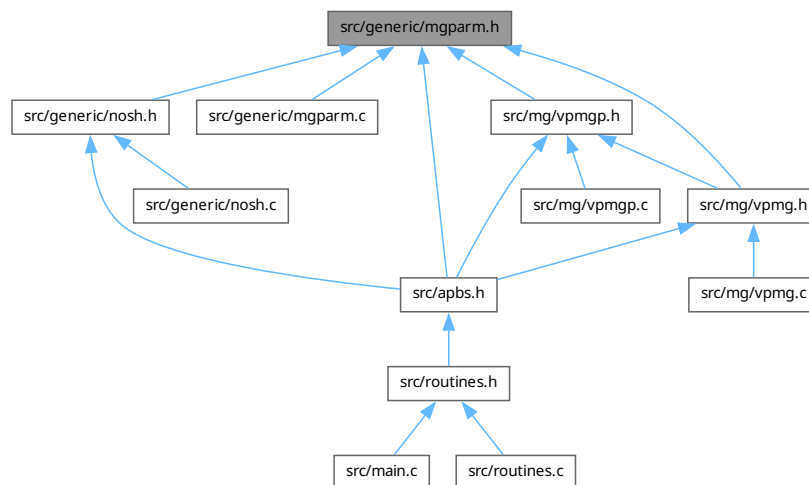 src/generic/mgparm.h
src/generic/nosh.h
src/generic/mgparm.c
src/mg/vpmgp.h
src/generic/nosh.c
src/mg/vpmgp.c
src/mg/vpmg.h
src/apbs.h
src/mg/vpmg.c
src/routines.h
src/main.c
src/routines.c